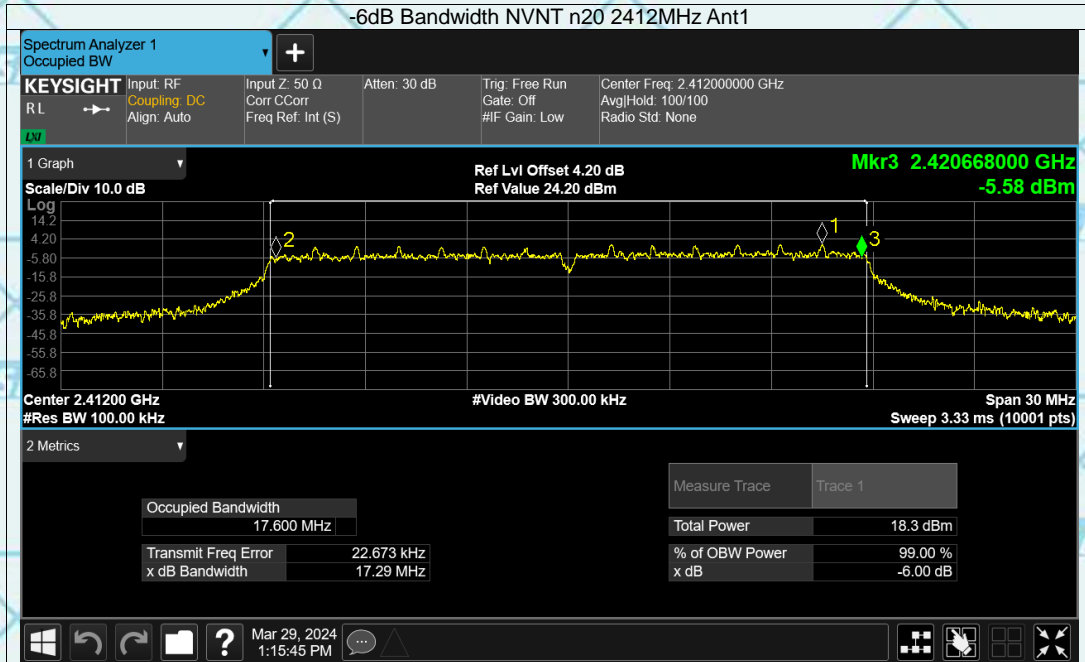 -6dB Bandwidth NVNT n20 2412MHz Ant1
Spectrum Analyzer 1
Occupied BW
+
KEYSIGHT
R L
LXI
Input: RF
Coupling: DC
Align: Auto
Input Z: 50 Ω
Corr CCorr
Freq Ref: Int (S)
Atten: 30 dB
Trig: Free Run
Gate: Off
#IF Gain: Low
Center Freq: 2.412000000 GHz
Avg|Hold: 100/100
Radio Std: None
1 Graph
Scale/Div 10.0 dB
Ref Lvl Offset 4.20 dB
Ref Value 24.20 dBm
Mkr3 2.420668000 GHz
-5.58 dBm
Log
14.2
4.20
-5.80
-15.8
-25.8
-35.8
-45.8
-55.8
-65.8
2
1
3
Center 2.41200 GHz
#Video BW 300.00 kHz
Span 30 MHz
#Res BW 100.00 kHz
Sweep 3.33 ms (10001 pts)
2 Metrics
Measure Trace Trace 1
Occupied Bandwidth
17.600 MHz
Total Power 18.3 dBm
Transmit Freq Error 22.673 kHz
% of OBW Power 99.00 %
x dB Bandwidth 17.29 MHz
x dB -6.00 dB
?
Mar 29, 2024
1:15:45 PM